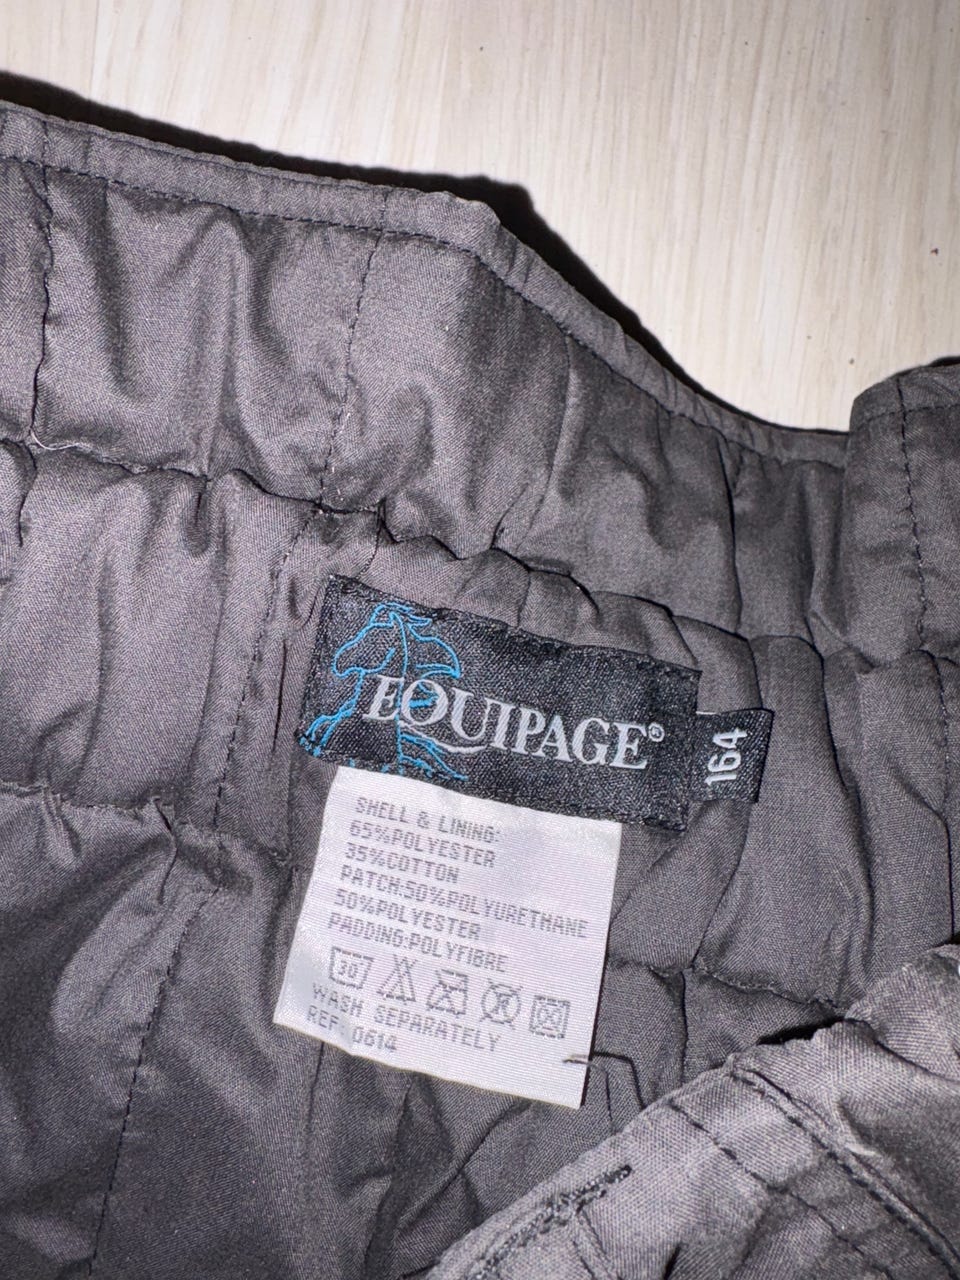 EQUIPAGE®
164
SHELL & LINING:
65%POLYESTER
35%COTTON
PATCH:50%POLYURETHANE
50%POLYESTER
PADDING:POLYFIBRE
30
WASH SEPARATELY
REF: 0614